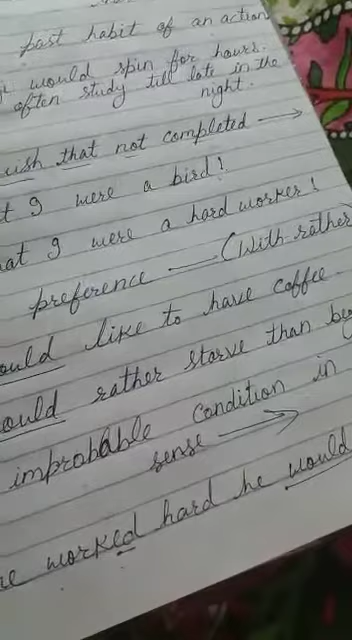 past habit of an action
would spin for hours.
often study till late in the
night.
wish that not completed →
I were a bird!
I were a hard worker!
preference — (With rather
would like to have coffee.
would rather starve than
improbable condition in
sense →
worked hard he would